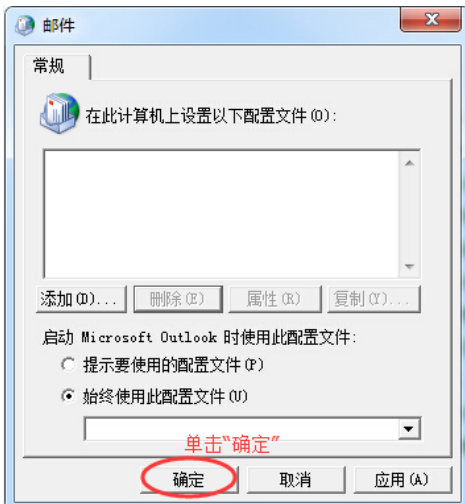 邮件
常规
在此计算机上设置以下配置文件(O):
添加(D)... 删除(E) 属性(R) 复制(Y)...
启动 Microsoft Outlook 时使用此配置文件:
提示要使用的配置文件(P)
始终使用此配置文件(U)
单击“确定”
确定 取消 应用(A)